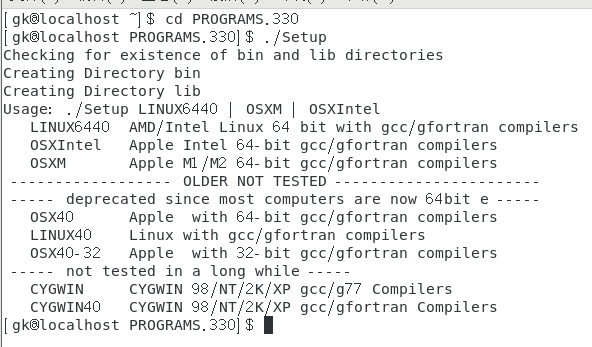 [gk@localhost ~]$ cd PROGRAMS.330
[gk@localhost PROGRAMS.330]$ ./Setup
Checking for existence of bin and lib directories
Creating Directory bin
Creating Directory lib
Usage: ./Setup LINUX6440 | OSXM | OSXIntel
   LINUX6440  AMD/Intel Linux 64 bit with gcc/gfortran compilers
   OSXIntel   Apple Intel 64-bit gcc/gfortran compilers
   OSXM       Apple M1/M2 64-bit gcc/gfortran compilers
 ------------------ OLDER NOT TESTED -----------------------
 ----- deprecated since most computers are now 64bit e -----
   OSX40      Apple  with 64-bit gcc/gfortran compilers
   LINUX40    Linux with gcc/gfortran compilers
   OSX40-32   Apple  with 32-bit gcc/gfortran compilers
 ----- not tested in a long while -----
   CYGWIN     CYGWIN 98/NT/2K/XP gcc/g77 Compilers
   CYGWIN40   CYGWIN 98/NT/2K/XP gcc/gfortran Compilers
[gk@localhost PROGRAMS.330]$